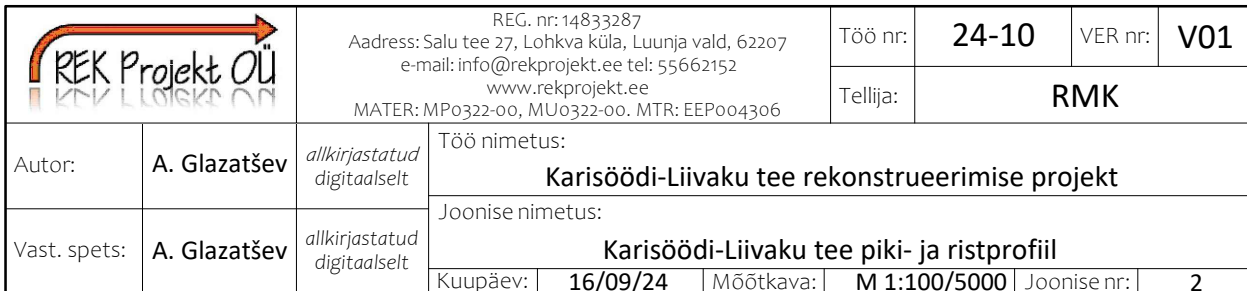 REK Projekt OÜ
REG. nr: 14833287
Aadress: Salu tee 27, Lohkva küla, Luunja vald, 62207
e-mail: info@rekprojekt.ee tel: 55662152
www.rekprojekt.ee
MATER: MP0322-00, MU0322-00. MTR: EEP004306
Töö nr: 24-10 VER nr: V01
Tellija: RMK
Autor: A. Glazatšev allkirjastatud digitaalselt
Töö nimetus:
Karisöödi-Liivaku tee rekonstrueerimise projekt
Vast. spets: A. Glazatšev allkirjastatud digitaalselt
Joonise nimetus:
Karisöödi-Liivaku tee piki- ja ristprofiil
Kuupäev: 16/09/24 Mõõtkava: M 1:100/5000 Joonise nr: 2